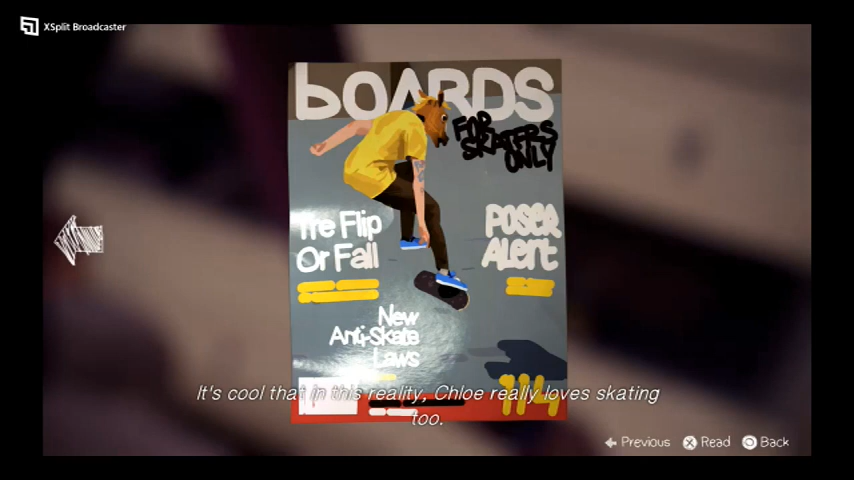 XSplit Broadcaster
bOARDS
FOR
SKATERS
ONLY
Tre Flip
Or Fall
POSER
ALert
New
Anti-Skate
Laws
114
It's cool that in this reality, Chloe really loves skating
too.
Previous
Read
Back